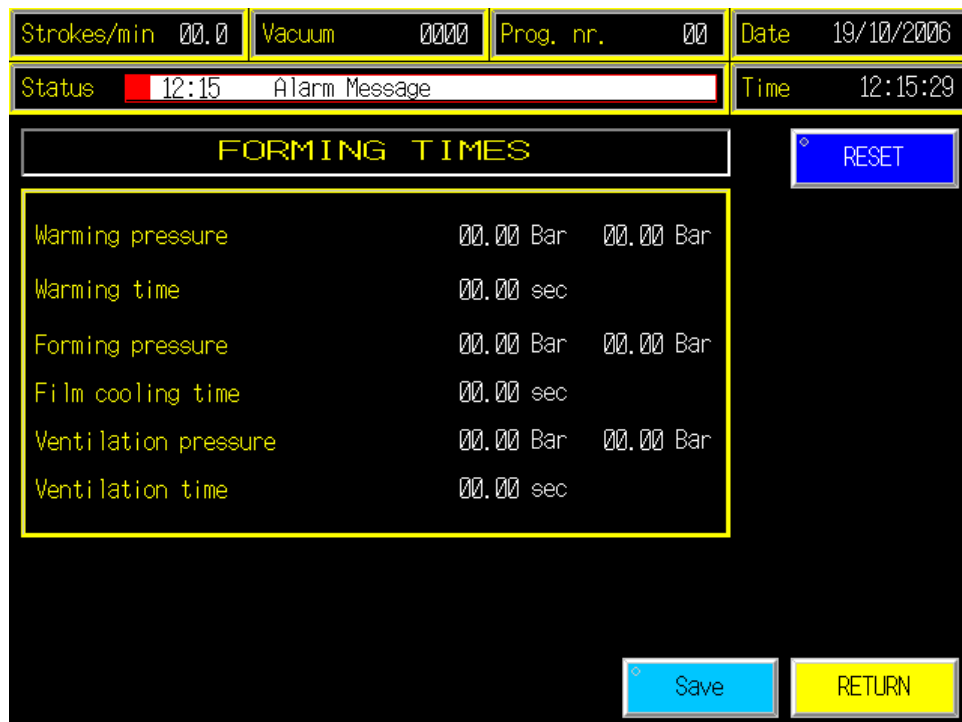 Strokes/min 00.0 Vacuum 0000 Prog. nr. 00 Date 19/10/2006
Status 12:15 Alarm Message Time 12:15:29
FORMING TIMES RESET
Warming pressure 00.00 Bar 00.00 Bar
Warming time 00.00 sec
Forming pressure 00.00 Bar 00.00 Bar
Film cooling time 00.00 sec
Ventilation pressure 00.00 Bar 00.00 Bar
Ventilation time 00.00 sec
Save RETURN